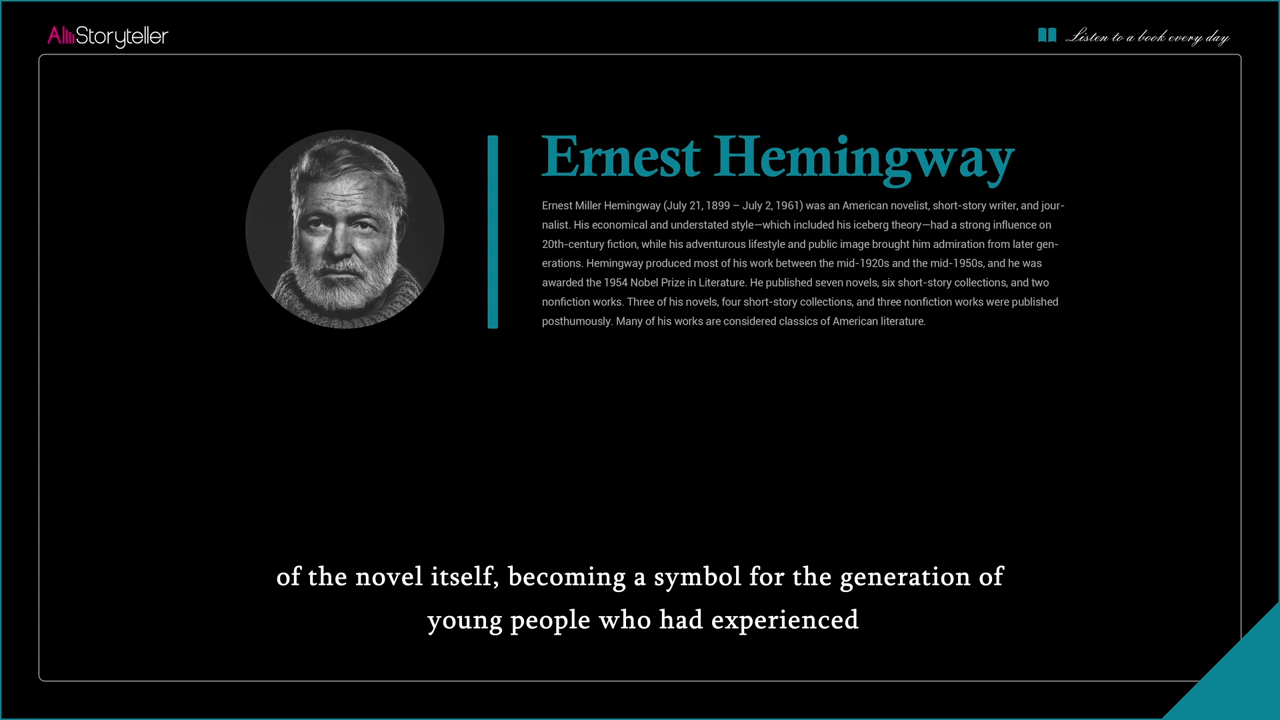 AllStoryteller
Listen to a book every day
Ernest Hemingway
Ernest Miller Hemingway (July 21, 1899 – July 2, 1961) was an American novelist, short-story writer, and jour-
nalist. His economical and understated style—which included his iceberg theory—had a strong influence on
20th-century fiction, while his adventurous lifestyle and public image brought him admiration from later gen-
erations. Hemingway produced most of his work between the mid-1920s and the mid-1950s, and he was
awarded the 1954 Nobel Prize in Literature. He published seven novels, six short-story collections, and two
nonfiction works. Three of his novels, four short-story collections, and three nonfiction works were published
posthumously. Many of his works are considered classics of American literature.
of the novel itself, becoming a symbol for the generation of
young people who had experienced